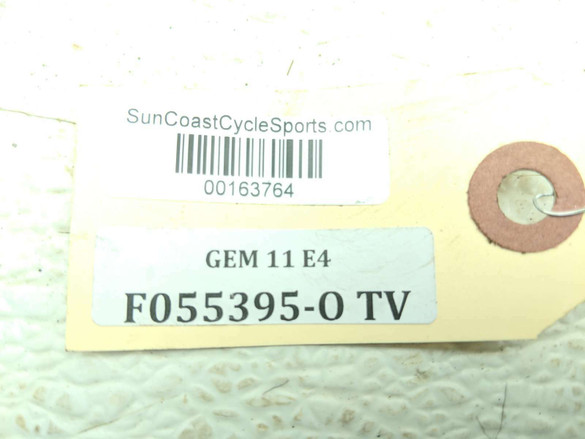 SunCoastCycleSports.com
00163764
GEM 11 E4
F055395-O TV